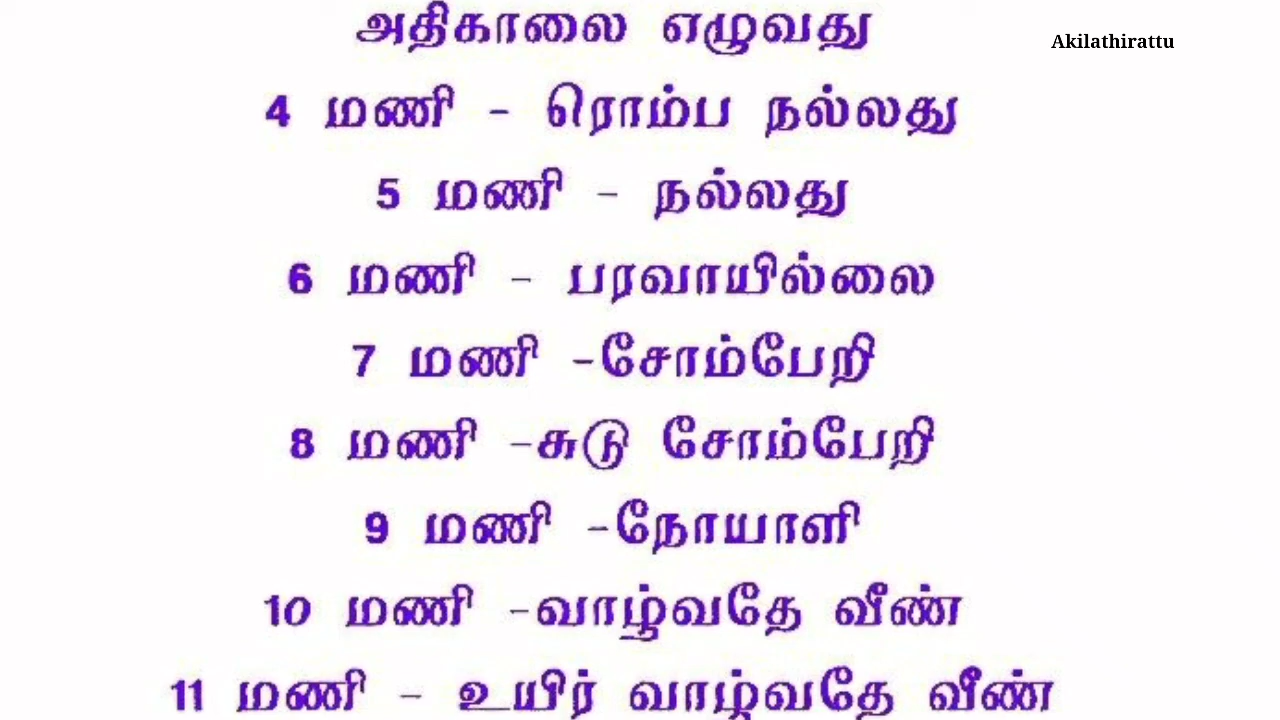 அதிகாலை எழுவது
Akilathirattu
4 மணி - ரொம்ப நல்லது
5 மணி - நல்லது
6 மணி - பரவாயில்லை
7 மணி -சோம்பேறி
8 மணி -சுடு சோம்பேறி
9 மணி -நோயாளி
10 மணி -வாழ்வதே வீண்
11 மணி - உயிர் வாழ்வதே வீண்